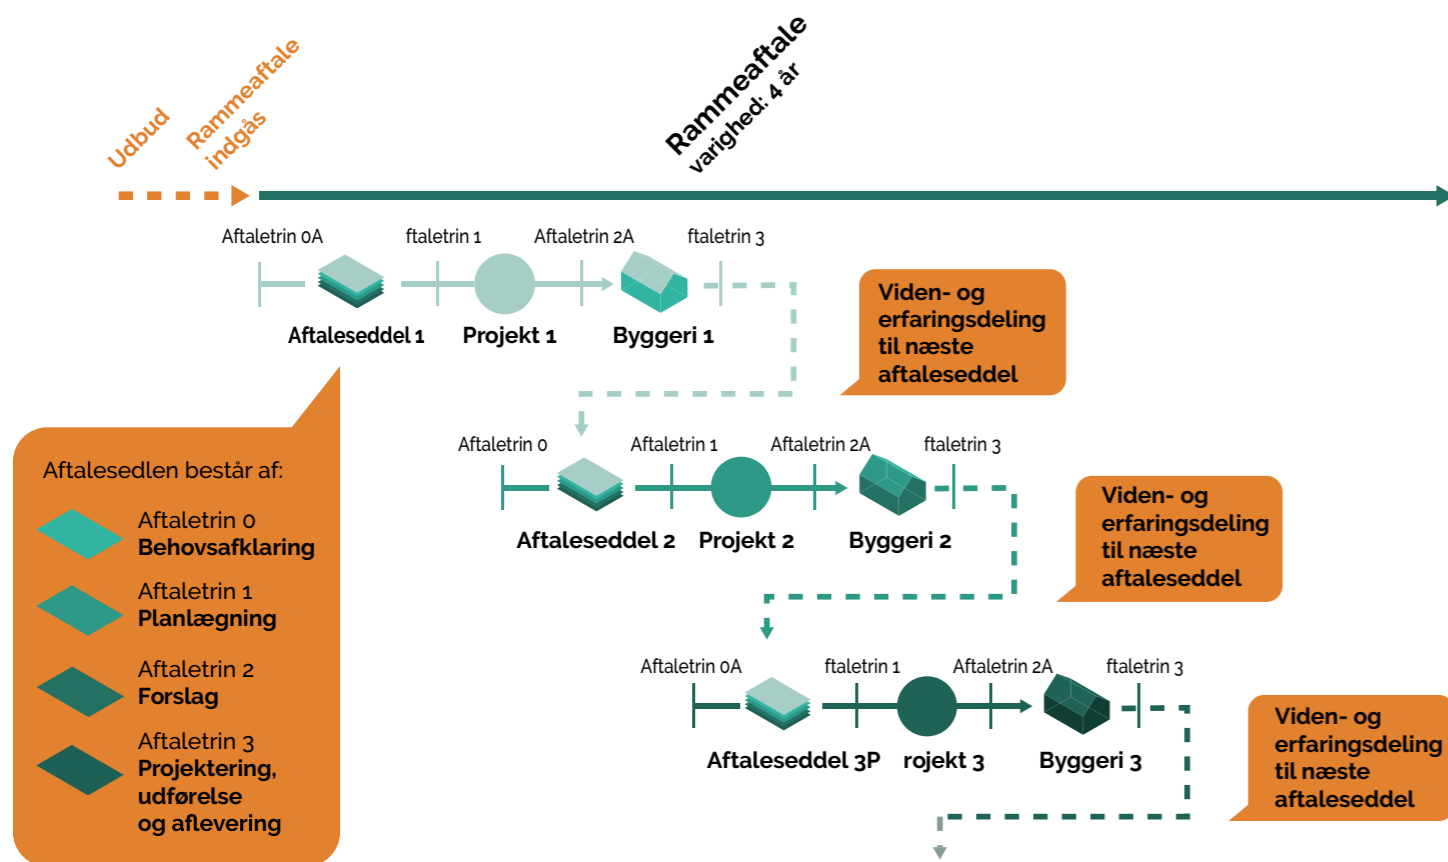 Udbud
Rammeaftale
indgås
Rammeaftale
varighed: 4 år
Aftaletrin 0A
ftaletrin 1
Aftaletrin 2A
ftaletrin 3
Aftaleseddel 1
Projekt 1
Byggeri 1
Viden- og
erfaringsdeling
til næste
aftaleseddel
Aftaletrin 0
Aftaletrin 1
Aftaletrin 2A
ftaletrin 3
Aftaleseddel 2
Projekt 2
Byggeri 2
Viden- og
erfaringsdeling
til næste
aftaleseddel
Aftaletrin 0A
ftaletrin 1
Aftaletrin 2A
ftaletrin 3
Aftaleseddel 3P
rojekt 3
Byggeri 3
Viden- og
erfaringsdeling
til næste
aftaleseddel
Aftalesedlen består af:
Aftaletrin 0
Behovsafklaring
Aftaletrin 1
Planlægning
Aftaletrin 2
Forslag
Aftaletrin 3
Projektering,
udførelse
og aflevering